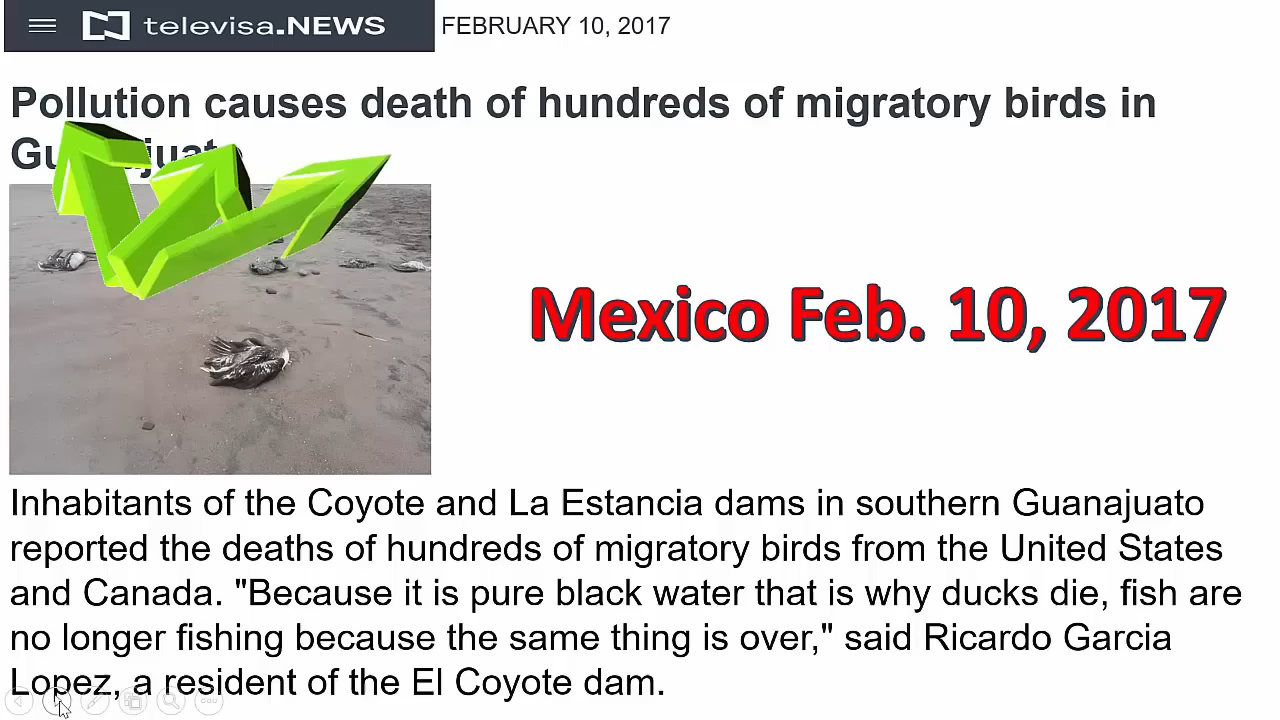 televisa.NEWS FEBRUARY 10, 2017
Pollution causes death of hundreds of migratory birds in
Guanajuato
Mexico Feb. 10, 2017
Inhabitants of the Coyote and La Estancia dams in southern Guanajuato
reported the deaths of hundreds of migratory birds from the United States
and Canada. "Because it is pure black water that is why ducks die, fish are
no longer fishing because the same thing is over," said Ricardo Garcia
Lopez, a resident of the El Coyote dam.